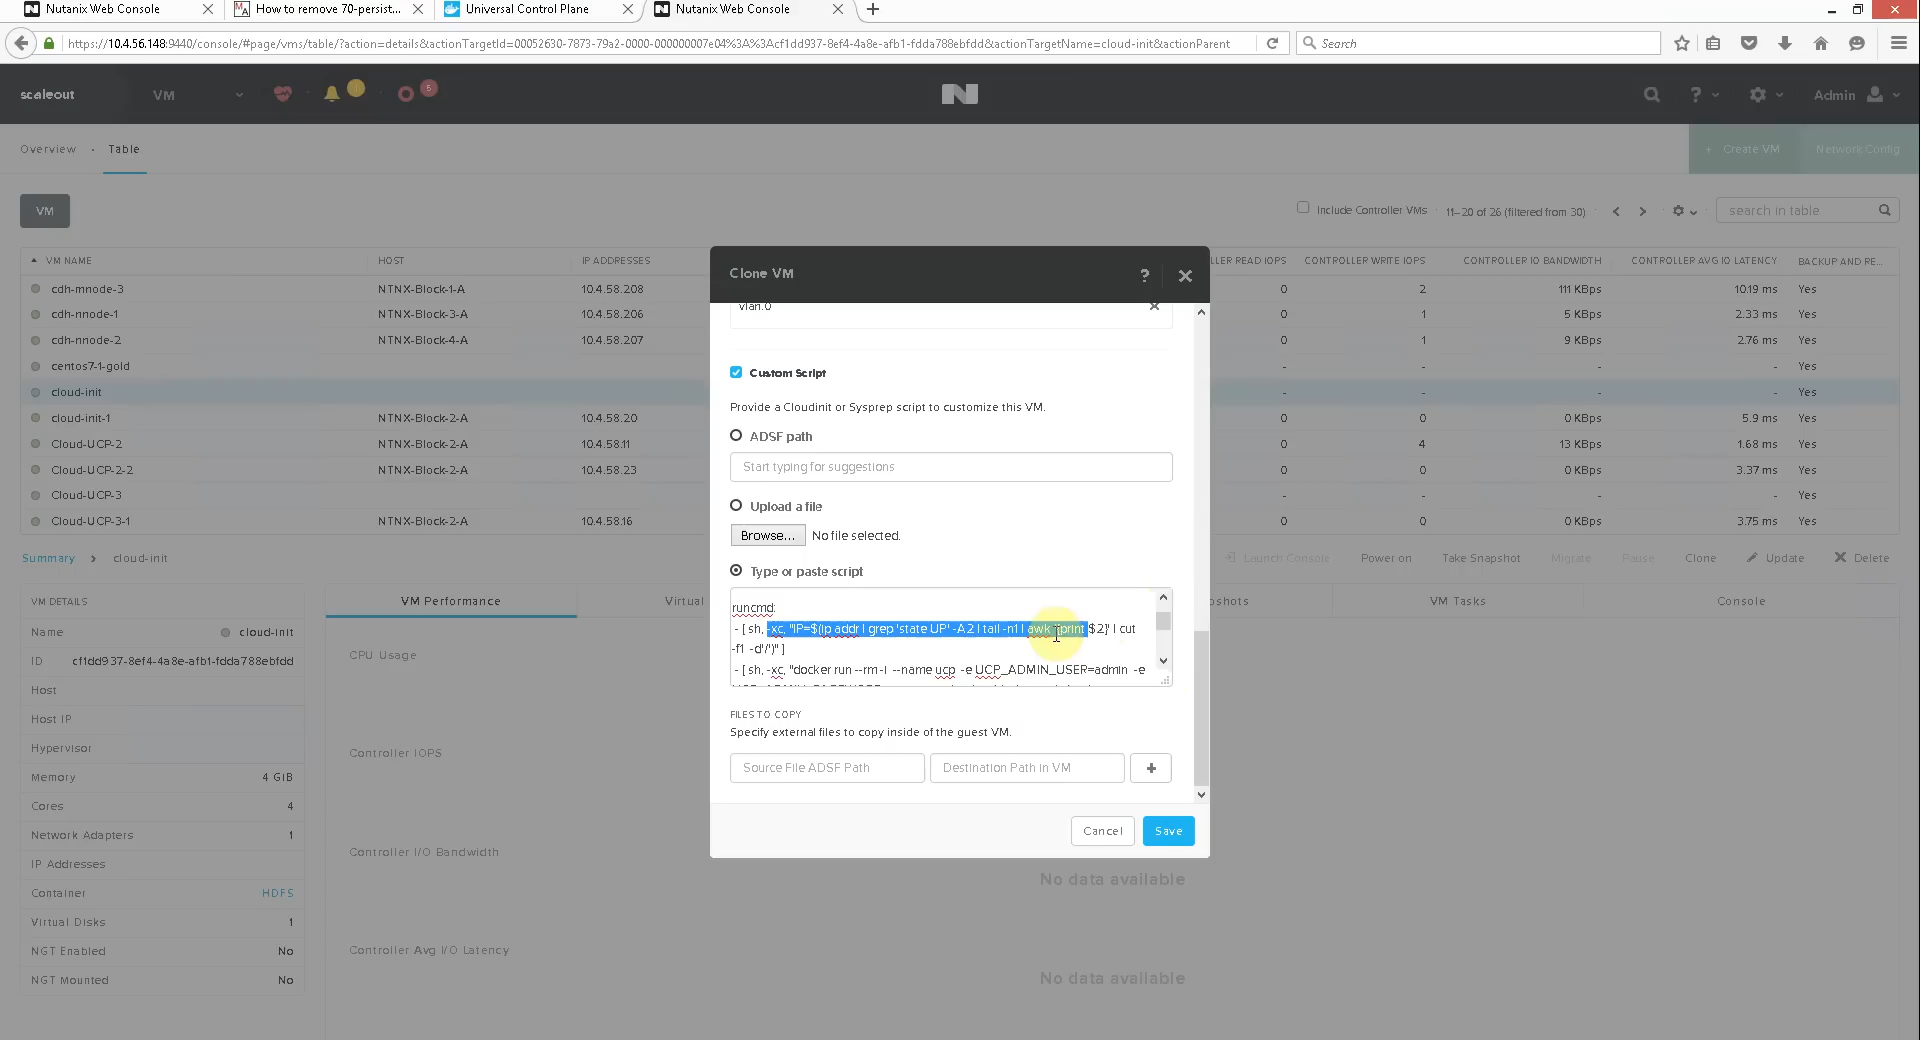 Nutanix Web Console
How to remove 70-persist...
Universal Control Plane
Nutanix Web Console
https://10.4.56.148:9440/console/#page/vms/table/?action=details&actionTargetId=00052630-7873-79a2-0000-000000007e04%3A%3Acf1dd937-8ef4-4a8e-afb1-fdda788ebfdd&actionTargetName=cloud-init&actionParent
Search
scaleout
VM
5
?
Admin
Overview · Table
+ Create VM
Network Config
VM
Include Controller VMs
11–20 of 26 (filtered from 30)
search in table
VM NAME HOST IP ADDRESSES LLER READ IOPS CONTROLLER WRITE IOPS CONTROLLER IO BANDWIDTH CONTROLLER AVG IO LATENCY BACKUP AND RE...
cdh-mnode-3 NTNX-Block-1-A 10.4.58.208 0 2 111 KBps 10.19 ms Yes
cdh-nnode-1 NTNX-Block-3-A 10.4.58.206 0 1 5 KBps 2.33 ms Yes
cdh-nnode-2 NTNX-Block-4-A 10.4.58.207 0 1 9 KBps 2.76 ms Yes
centos7-1-gold - - - - Yes
cloud-init - - - - Yes
cloud-init-1 NTNX-Block-2-A 10.4.58.20 0 0 0 KBps 5.9 ms Yes
Cloud-UCP-2 NTNX-Block-2-A 10.4.58.11 0 4 13 KBps 1.68 ms Yes
Cloud-UCP-2-2 NTNX-Block-2-A 10.4.58.23 0 0 0 KBps 3.37 ms Yes
Cloud-UCP-3 - - - - Yes
Cloud-UCP-3-1 NTNX-Block-2-A 10.4.58.16 0 0 0 KBps 3.75 ms Yes
Summary > cloud-init
Launch Console Power on Take Snapshot Migrate Pause Clone Update Delete
VM DETAILS
VM Performance
Virtual
pshots
VM Tasks
Console
Name cloud-init
ID cf1dd937-8ef4-4a8e-afb1-fdda788ebfdd
Host
Host IP
Hypervisor
Memory 4 GiB
Cores 4
Network Adapters 1
IP Addresses
Container HDFS
Virtual Disks 1
NGT Enabled No
NGT Mounted No
CPU Usage
Controller IOPS
Controller I/O Bandwidth
No data available
Controller Avg I/O Latency
No data available
Clone VM
?
vlan.0
Custom Script
Provide a Cloudinit or Sysprep script to customize this VM.
ADSF path
Start typing for suggestions
Upload a file
Browse... No file selected.
Type or paste script
runcmd:
- [ sh, -xc, "IP=$(ip addr | grep 'state UP' -A2 | tail -n1 | awk '{print $2}' | cut
-f1 -d'/')" ]
- [ sh, -xc, "docker run --rm -i --name ucp -e UCP_ADMIN_USER=admin -e
FILES TO COPY
Specify external files to copy inside of the guest VM.
Source File ADSF Path
Destination Path in VM
+
Cancel
Save